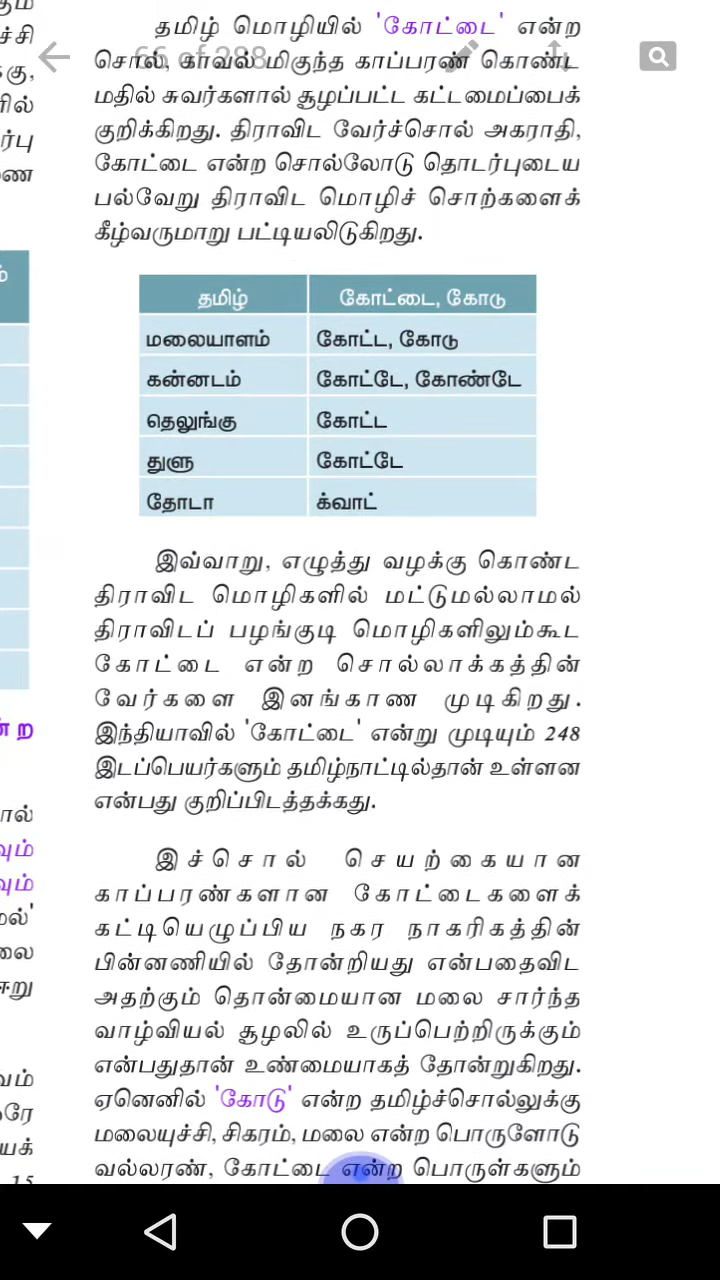 தமிழ் மொழியில் 'கோட்டை' என்ற
66 of 288
சொல், காவல் மிகுந்த காப்பரண் கொண்ட
மதில் சுவர்களால் சூழப்பட்ட கட்டமைப்பைக்
குறிக்கிறது. திராவிட வேர்ச்சொல் அகராதி,
கோட்டை என்ற சொல்லோடு தொடர்புடைய
பல்வேறு திராவிட மொழிச் சொற்களைக்
கீழ்வருமாறு பட்டியலிடுகிறது.
தமிழ் கோட்டை, கோடு
மலையாளம் கோட்ட, கோடு
கன்னடம் கோட்டே, கோண்டே
தெலுங்கு கோட்ட
துளு கோட்டே
தோடா க்வாட்
இவ்வாறு, எழுத்து வழக்கு கொண்ட
திராவிட மொழிகளில் மட்டுமல்லாமல்
திராவிடப் பழங்குடி மொழிகளிலும்கூட
கோட்டை என்ற சொல்லாக்கத்தின்
வேர்களை இனங்காண முடிகிறது.
இந்தியாவில் 'கோட்டை' என்று முடியும் 248
இடப்பெயர்களும் தமிழ்நாட்டில்தான் உள்ளன
என்பது குறிப்பிடத்தக்கது.
இச்சொல் செயற்கையான
காப்பரண்களான கோட்டைகளைக்
கட்டியெழுப்பிய நகர நாகரிகத்தின்
பின்னணியில் தோன்றியது என்பதைவிட
அதற்கும் தொன்மையான மலை சார்ந்த
வாழ்வியல் சூழலில் உருப்பெற்றிருக்கும்
என்பதுதான் உண்மையாகத் தோன்றுகிறது.
ஏனெனில் 'கோடு' என்ற தமிழ்ச்சொல்லுக்கு
மலையுச்சி, சிகரம், மலை என்ற பொருளோடு
வல்லரண், கோட்டை என்ற பொருள்களும்